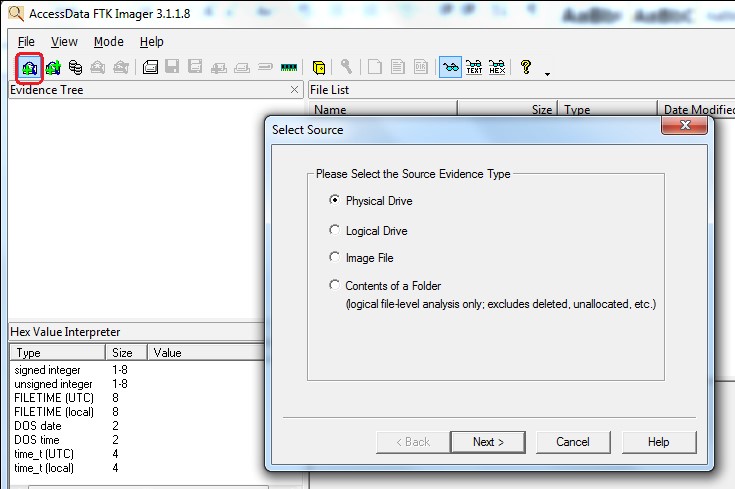 AccessData FTK Imager 3.1.1.8
File View Mode Help
TEXT HEX ?
DIR
Evidence Tree
File List
Name Size Type Date Modified
Select Source
Please Select the Source Evidence Type
Physical Drive
Logical Drive
Image File
Contents of a Folder
(logical file-level analysis only; excludes deleted, unallocated, etc.)
< Back Next > Cancel Help
Hex Value Interpreter
Type Size Value
signed integer 1-8
unsigned integer 1-8
FILETIME (UTC) 8
FILETIME (local) 8
DOS date 2
DOS time 2
time_t (UTC) 4
time_t (local) 4